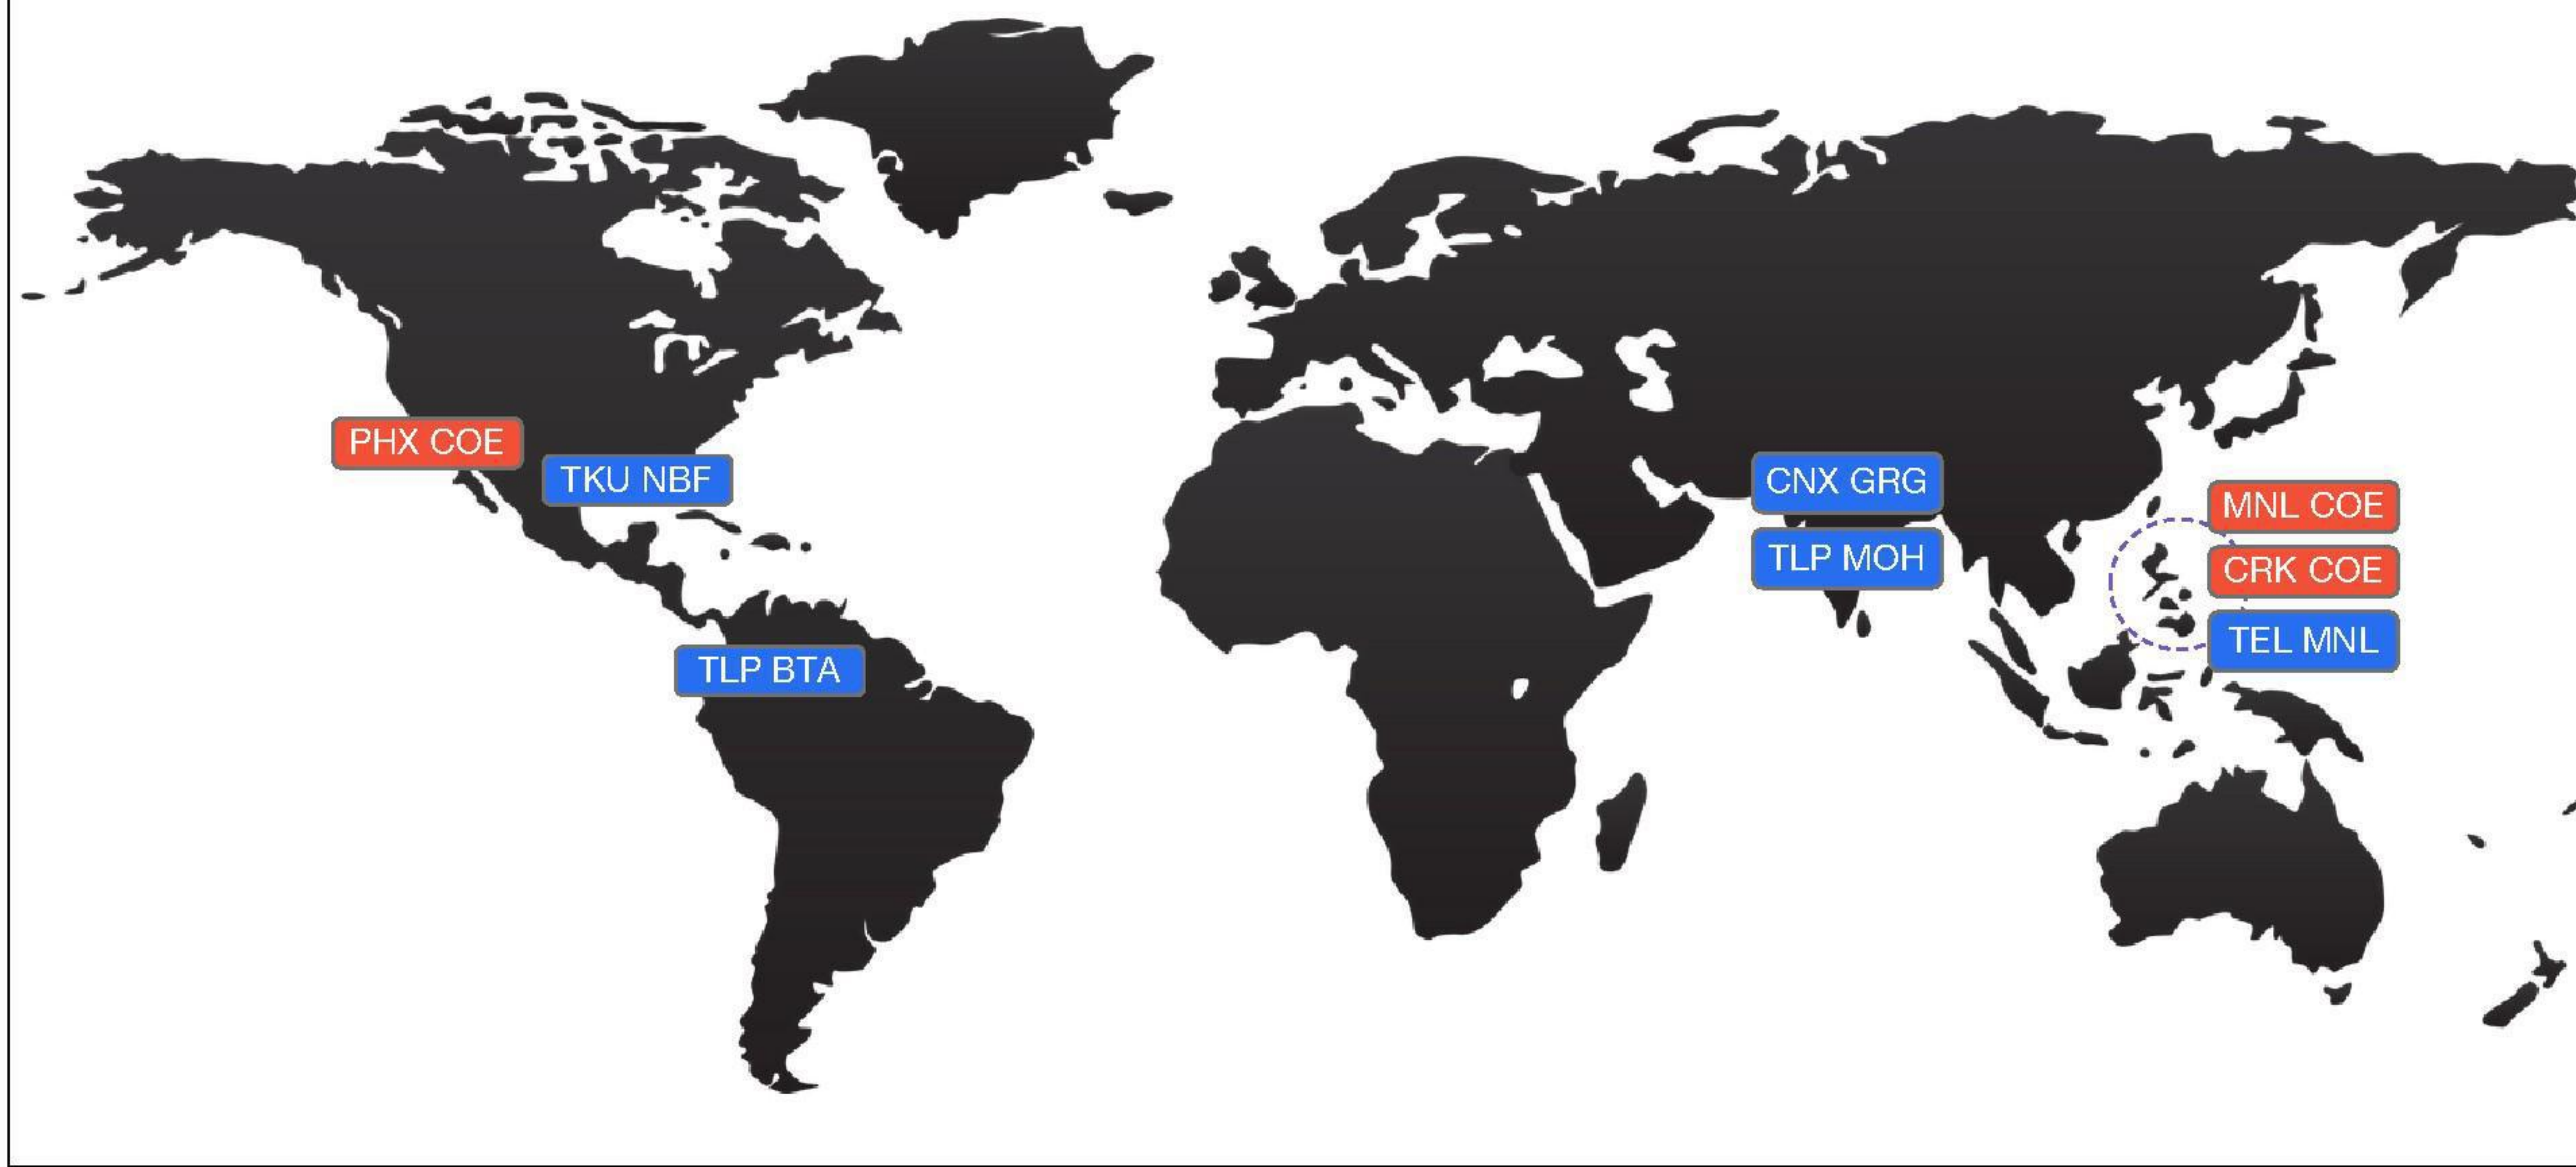 PHX COE
TKU NBF
CNX GRG
MNL COE
TLP MOH
CRK COE
TEL MNL
TLP BTA